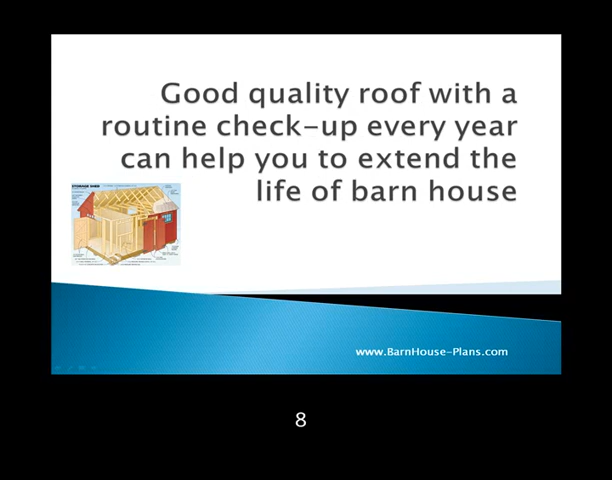 Good quality roof with a
routine check-up every year
can help you to extend the
life of barn house
STORAGE SHED
www.BarnHouse-Plans.com
8